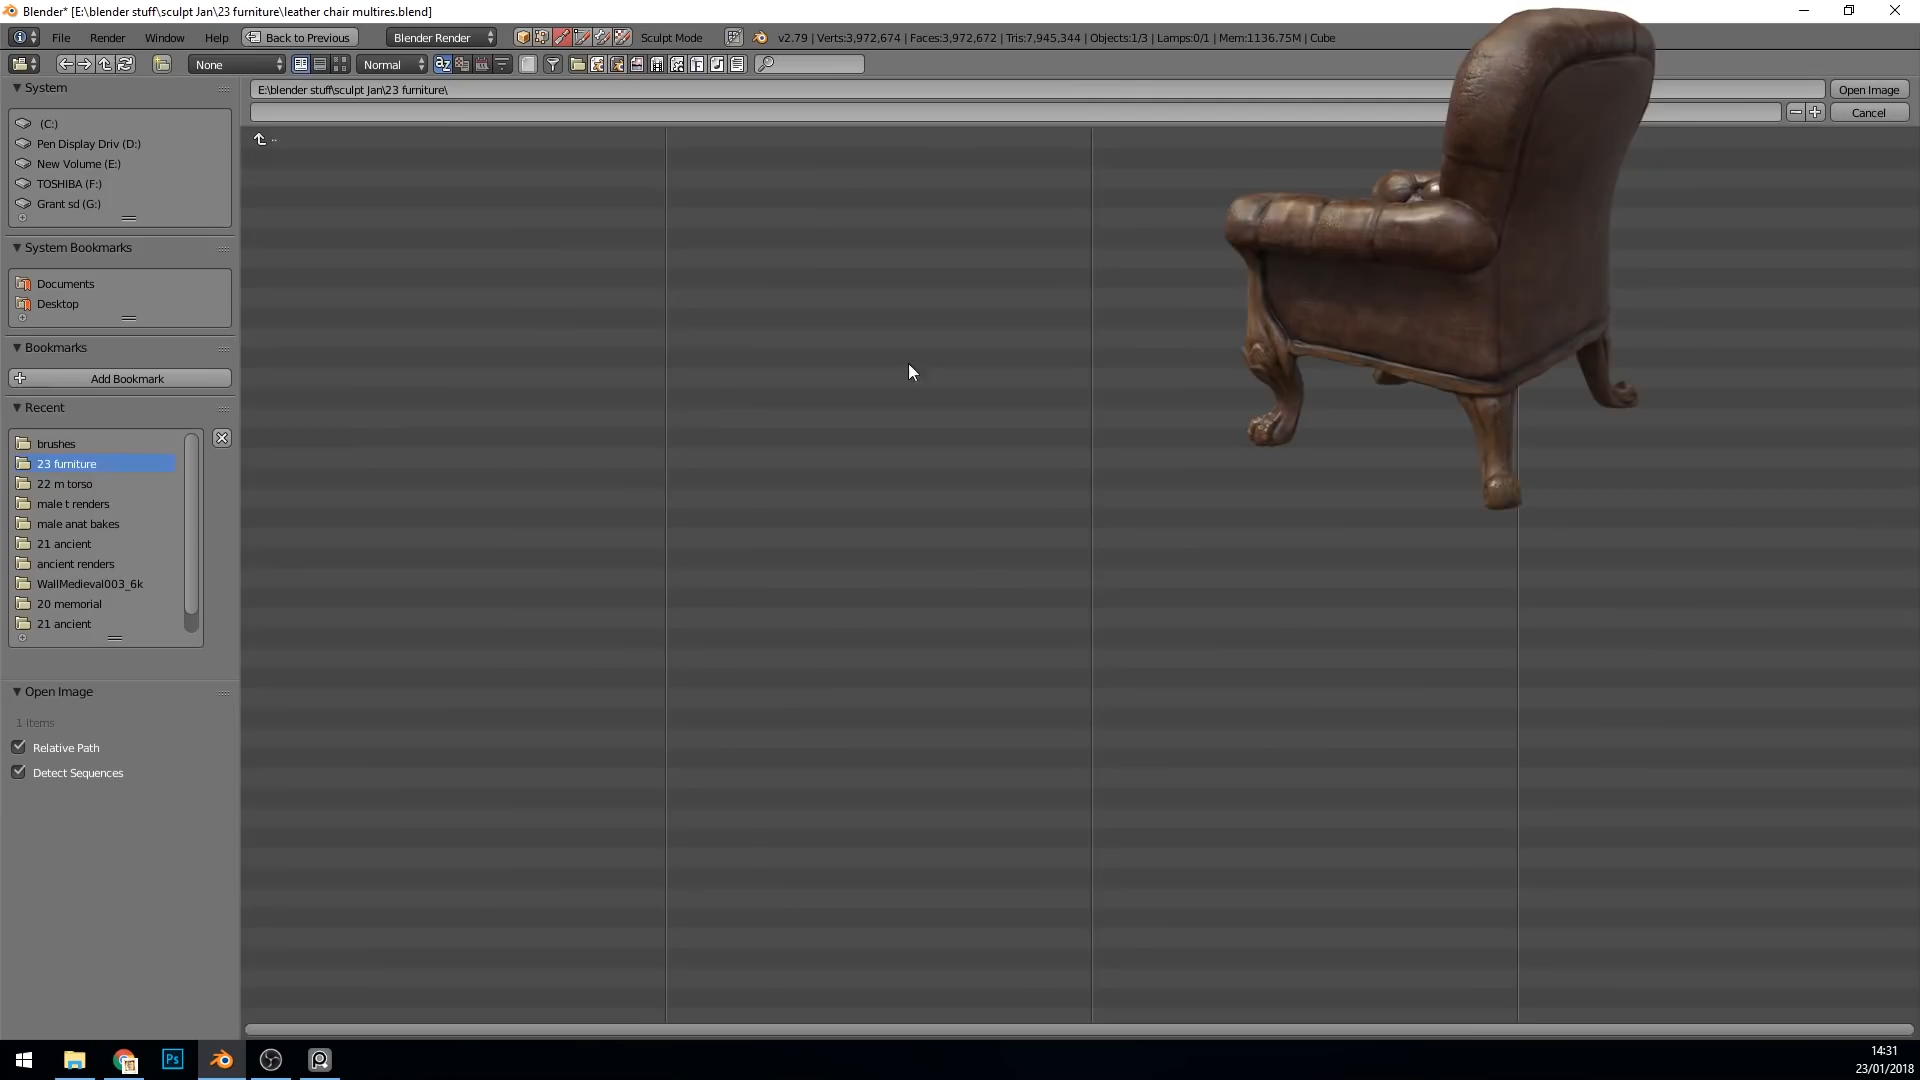 Blender* [E:\blender stuff\sculpt Jan\23 furniture\leather chair multires.blend]
File Render Window Help Back to Previous Blender Render Sculpt Mode v2.79 | Verts:3,972,674 | Faces:3,972,672 | Tris:7,945,344 | Objects:1/3 | Lamps:0/1 | Mem:1136.75M | Cube
None Normal
System
E:\blender stuff\sculpt Jan\23 furniture\
Open Image
Cancel
(C:)
..
Pen Display Driv (D:)
New Volume (E:)
TOSHIBA (F:)
Grant sd (G:)
System Bookmarks
Documents
Desktop
Bookmarks
Add Bookmark
Recent
brushes
23 furniture
22 m torso
male t renders
male anat bakes
21 ancient
ancient renders
WallMedieval003_6k
20 memorial
21 ancient
Open Image
1 Items
Relative Path
Detect Sequences
Ps
14:31
23/01/2018